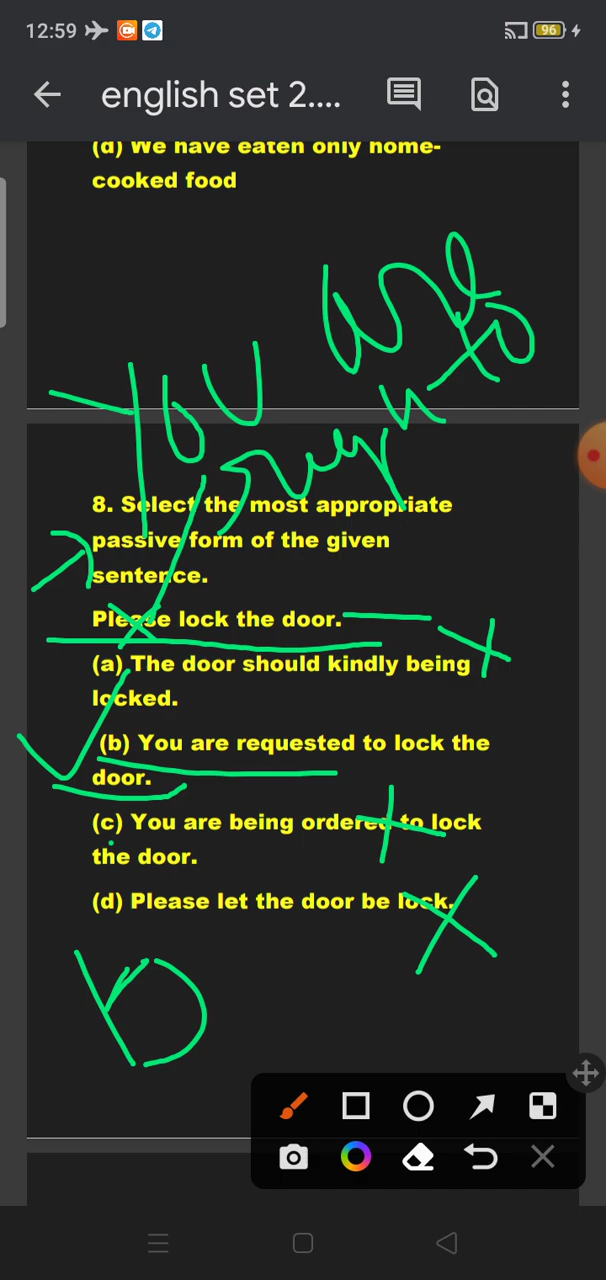 12:59
96
english set 2....
(d) We have eaten only home-
cooked food
You are
to
8. Select the most appropriate
passive form of the given
sentence.
Please lock the door.
(a) The door should kindly being
locked.
(b) You are requested to lock the
door.
(c) You are being ordered to lock
the door.
(d) Please let the door be lock.
b